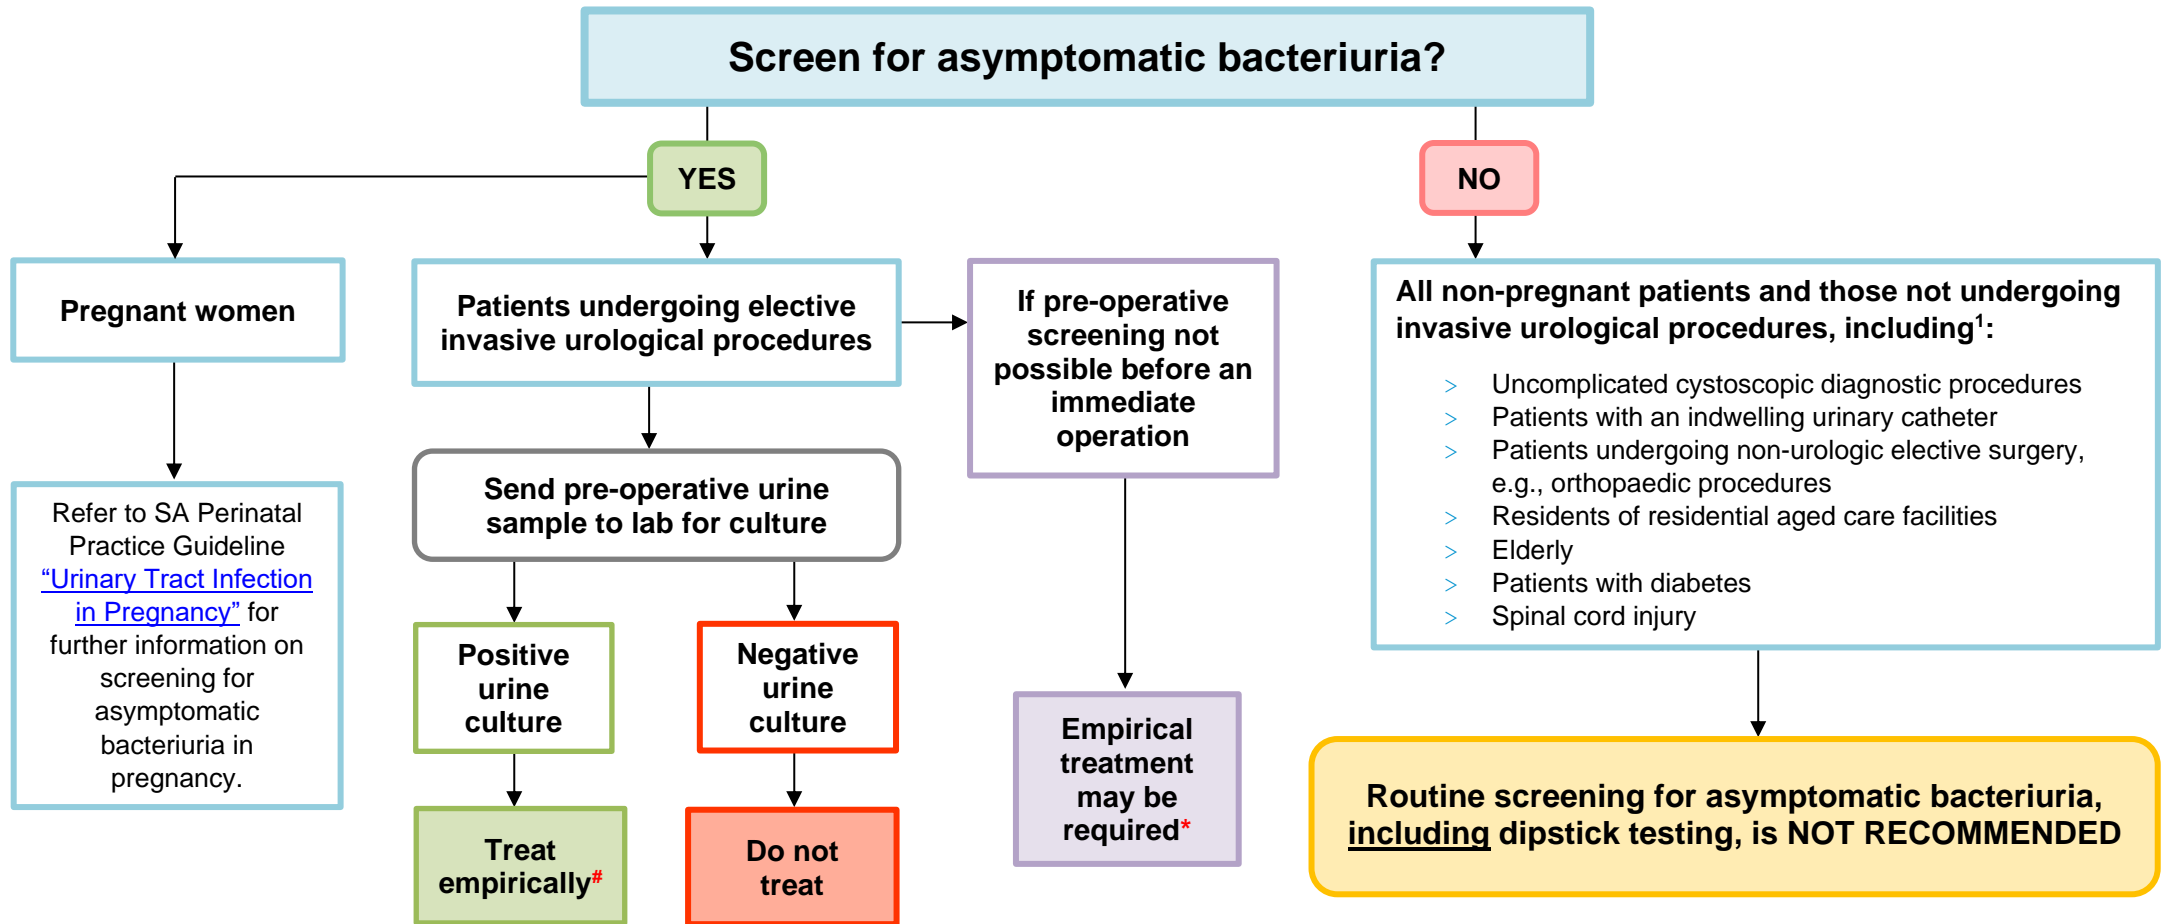 Screen for asymptomatic bacteriuria?
YES
NO
Pregnant women
Refer to SA Perinatal
Practice Guideline
“Urinary Tract Infection
in Pregnancy” for
further information on
screening for
asymptomatic
bacteriuria in
pregnancy.
Patients undergoing elective
invasive urological procedures
Send pre-operative urine
sample to lab for culture
Positive
urine
culture
Treat
empirically#
Negative
urine
culture
Do not
treat
If pre-operative
screening not
possible before an
immediate
operation
Empirical
treatment
may be
required*
All non-pregnant patients and those not undergoing
invasive urological procedures, including1:
> Uncomplicated cystoscopic diagnostic procedures
> Patients with an indwelling urinary catheter
> Patients undergoing non-urologic elective surgery,
e.g., orthopaedic procedures
> Residents of residential aged care facilities
> Elderly
> Patients with diabetes
> Spinal cord injury
Routine screening for asymptomatic bacteriuria,
including dipstick testing, is NOT RECOMMENDED